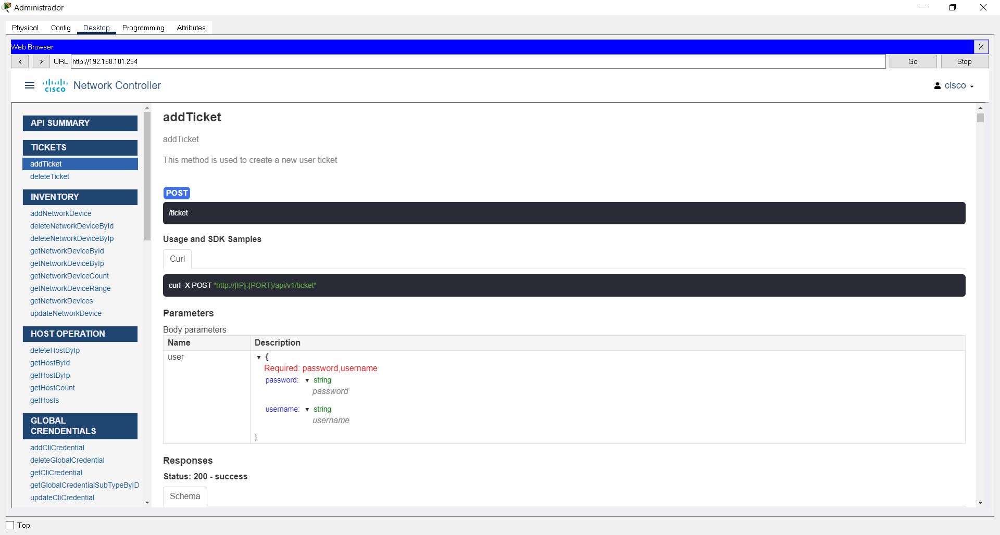 Administrador
Physical Config Desktop Programming Attributes
Web Browser X
< > URL http://192.168.101.254 Go Stop
cisco Network Controller cisco
API SUMMARY
TICKETS
addTicket
deleteTicket
INVENTORY
addNetworkDevice
deleteNetworkDeviceById
deleteNetworkDeviceByIp
getNetworkDeviceById
getNetworkDeviceByIp
getNetworkDeviceCount
getNetworkDeviceRange
getNetworkDevices
updateNetworkDevice
HOST OPERATION
deleteHostByIp
getHostById
getHostByIp
getHostCount
getHosts
GLOBAL
CRENDENTIALS
addCliCredential
deleteGlobalCredential
getCliCredential
getGlobalCredentialSubTypeByID
updateCliCredential
addTicket
addTicket
This method is used to create a new user ticket
POST
/ticket
Usage and SDK Samples
Curl
curl -X POST "http://{IP}:{PORT}/api/v1/ticket"
Parameters
Body parameters
Name Description
user ▼ {
Required: password,username
password: ▼ string
password
username: ▼ string
username
}
Responses
Status: 200 - success
Schema
Top